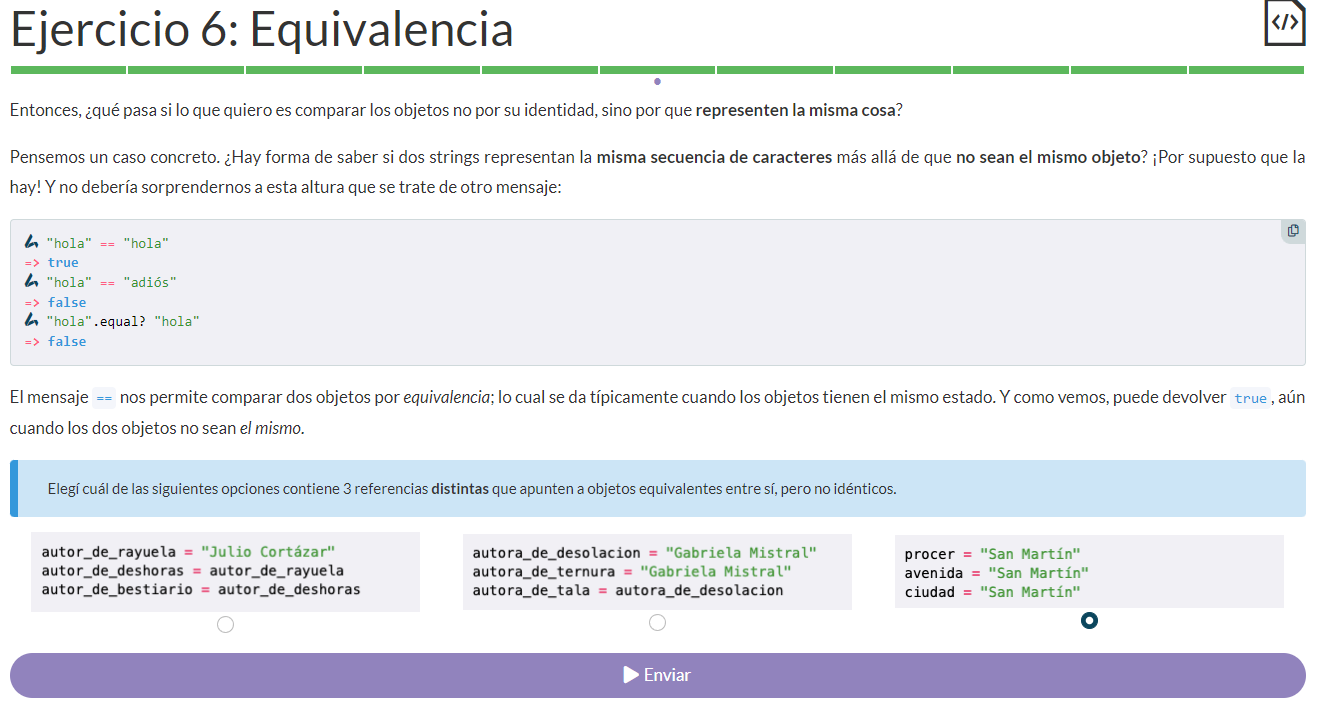 Ejercicio 6: Equivalencia
</>
Entonces, ¿qué pasa si lo que quiero es comparar los objetos no por su identidad, sino por que representen la misma cosa?
Pensemos un caso concreto. ¿Hay forma de saber si dos strings representan la misma secuencia de caracteres más allá de que no sean el mismo objeto? ¡Por supuesto que la
hay! Y no debería sorprendernos a esta altura que se trate de otro mensaje:
"hola" == "hola"
=> true
"hola" == "adiós"
=> false
"hola".equal? "hola"
=> false
El mensaje == nos permite comparar dos objetos por equivalencia; lo cual se da típicamente cuando los objetos tienen el mismo estado. Y como vemos, puede devolver true, aún
cuando los dos objetos no sean el mismo.
Elegí cuál de las siguientes opciones contiene 3 referencias distintas que apunten a objetos equivalentes entre sí, pero no idénticos.
autor_de_rayuela = "Julio Cortázar"
autor_de_deshoras = autor_de_rayuela
autor_de_bestiario = autor_de_deshoras
autora_de_desolacion = "Gabriela Mistral"
autora_de_ternura = "Gabriela Mistral"
autora_de_tala = autora_de_desolacion
procer = "San Martín"
avenida = "San Martín"
ciudad = "San Martín"
Enviar